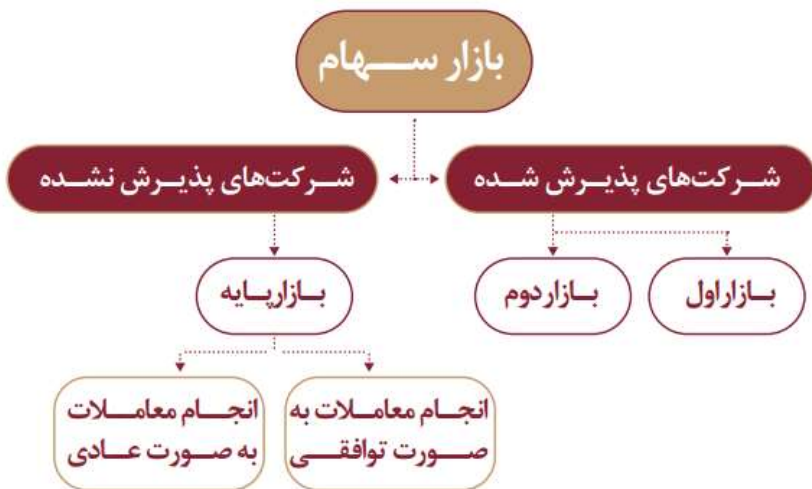 بازار سهام
شرکت‌های پذیرش شده
شرکت‌های پذیرش نشده
بازار اول
بازار دوم
بازار پایه
انجام معاملات به
صورت توافقی
انجام معاملات
به صورت عادی